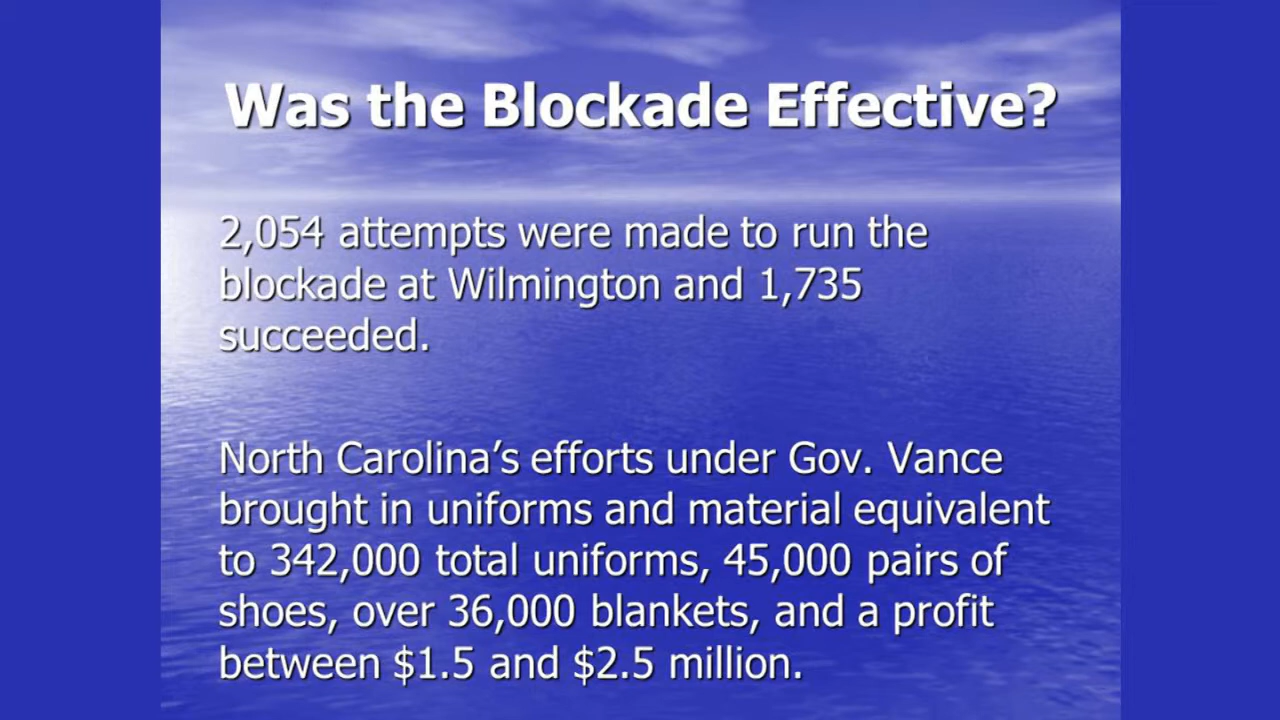 Was the Blockade Effective?
2,054 attempts were made to run the
blockade at Wilmington and 1,735
succeeded.
North Carolina’s efforts under Gov. Vance
brought in uniforms and material equivalent
to 342,000 total uniforms, 45,000 pairs of
shoes, over 36,000 blankets, and a profit
between $1.5 and $2.5 million.